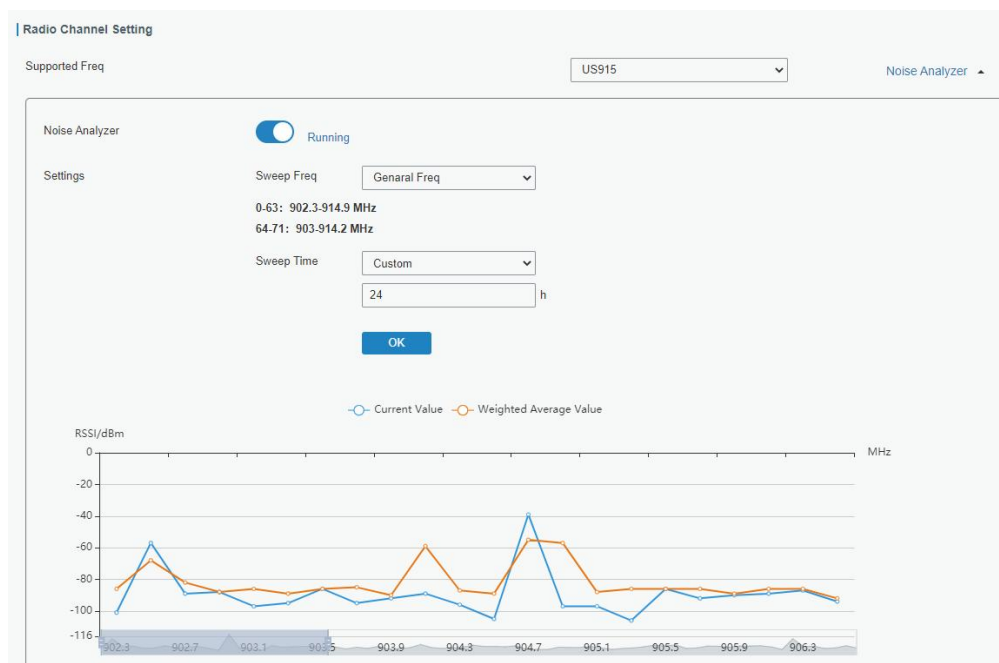 Radio Channel Setting
Supported Freq US915 Noise Analyzer
Noise Analyzer Running
Settings Sweep Freq Genaral Freq
0-63: 902.3-914.9 MHz
64-71: 903-914.2 MHz
Sweep Time Custom
24 h
OK
Current Value Weighted Average Value
RSSI/dBm
0 MHz
-20
-40
-60
-80
-100
-116
902.3 902.7 903.1 903.5 903.9 904.3 904.7 905.1 905.5 905.9 906.3